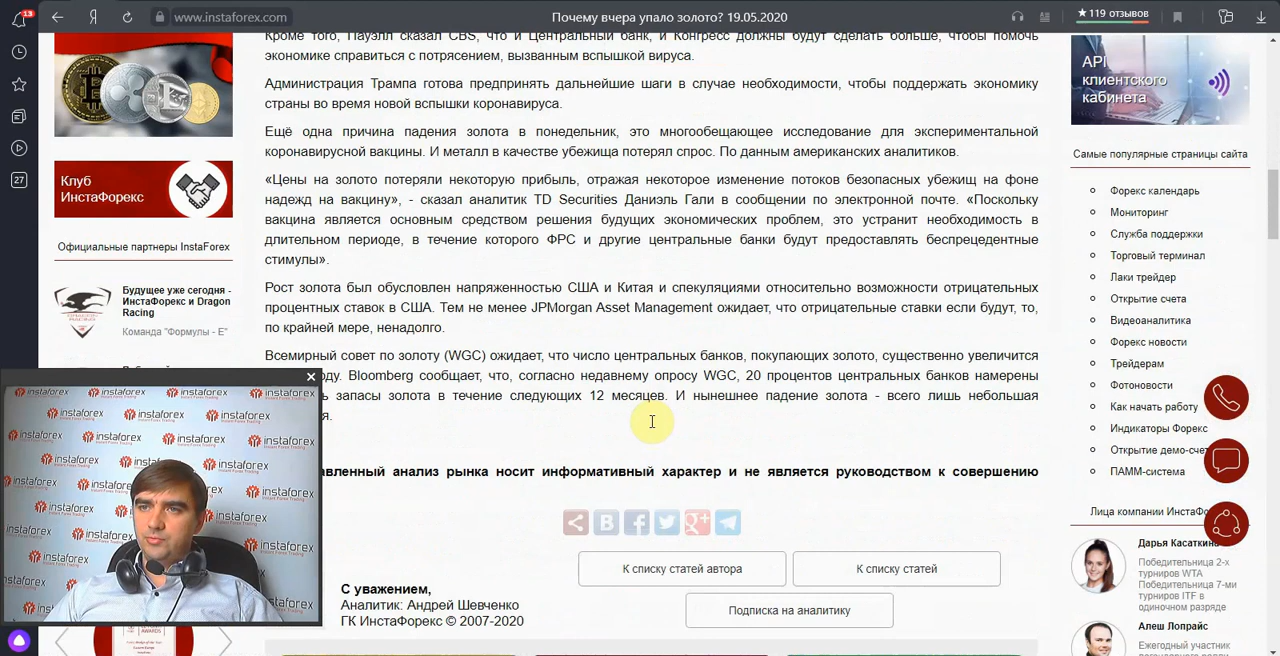 13
www.instaforex.com
Почему вчера упало золото? 19.05.2020
★ 119 отзывов
27
Кроме того, Пауэлл сказал CBS, что и Центральный банк, и Конгресс должны будут сделать больше, чтобы помочь
экономике справиться с потрясением, вызванным вспышкой вируса.
Администрация Трампа готова предпринять дальнейшие шаги в случае необходимости, чтобы поддержать экономику
страны во время новой вспышки коронавируса.
Ещё одна причина падения золота в понедельник, это многообещающее исследование для экспериментальной
коронавирусной вакцины. И металл в качестве убежища потерял спрос. По данным американских аналитиков.
«Цены на золото потеряли некоторую прибыль, отражая некоторое изменение потоков безопасных убежищ на фоне
надежд на вакцину», - сказал аналитик TD Securities Даниэль Гали в сообщении по электронной почте. «Поскольку
вакцина является основным средством решения будущих экономических проблем, это устранит необходимость в
длительном периоде, в течение которого ФРС и другие центральные банки будут предоставлять беспрецедентные
стимулы».
Рост золота был обусловлен напряженностью США и Китая и спекуляциями относительно возможности отрицательных
процентных ставок в США. Тем не менее JPMorgan Asset Management ожидает, что отрицательные ставки если будут, то,
по крайней мере, ненадолго.
Всемирный совет по золоту (WGC) ожидает, что число центральных банков, покупающих золото, существенно увеличится
оду. Bloomberg сообщает, что, согласно недавнему опросу WGC, 20 процентов центральных банков намерены
ь запасы золота в течение следующих 12 месяцев. И нынешнее падение золота - всего лишь небольшая
я.
авленный анализ рынка носит информативный характер и не является руководством к совершению
К списку статей автора
К списку статей
Подписка на аналитику
С уважением,
Аналитик: Андрей Шевченко
ГК ИнстаФорекс © 2007-2020
Клуб
ИнстаФорекс
Официальные партнеры InstaForex
Будущее уже сегодня -
ИнстаФорекс и Dragon
Racing
Команда "Формулы - E"
instaforex
Instant Forex Trading
API
клиентского
кабинета
Самые популярные страницы сайта
Форекс календарь
Мониторинг
Служба поддержки
Торговый терминал
Лаки трейдер
Открытие счета
Видеоаналитика
Форекс новости
Трейдерам
Фотоновости
Как начать работу
Индикаторы Форекс
Открытие демо-сче
ПАММ-система
Лица компании ИнстаФо
Дарья Касаткина
Победительница 2-х
турниров WTA
Победительница 7-ми
турниров ITF в
одиночном разряде
Алеш Лопрайс
Ежегодный участник